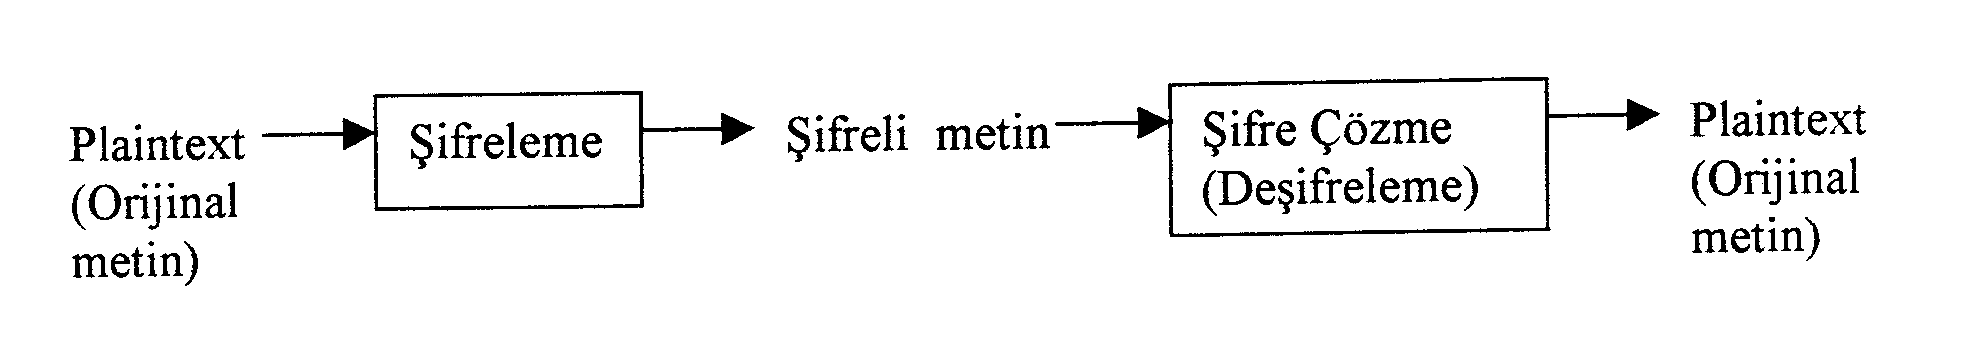 Plaintext
(Orijinal
metin)
Şifreleme
Şifreli metin
Şifre Çözme
(Deşifreleme)
Plaintext
(Orijinal
metin)